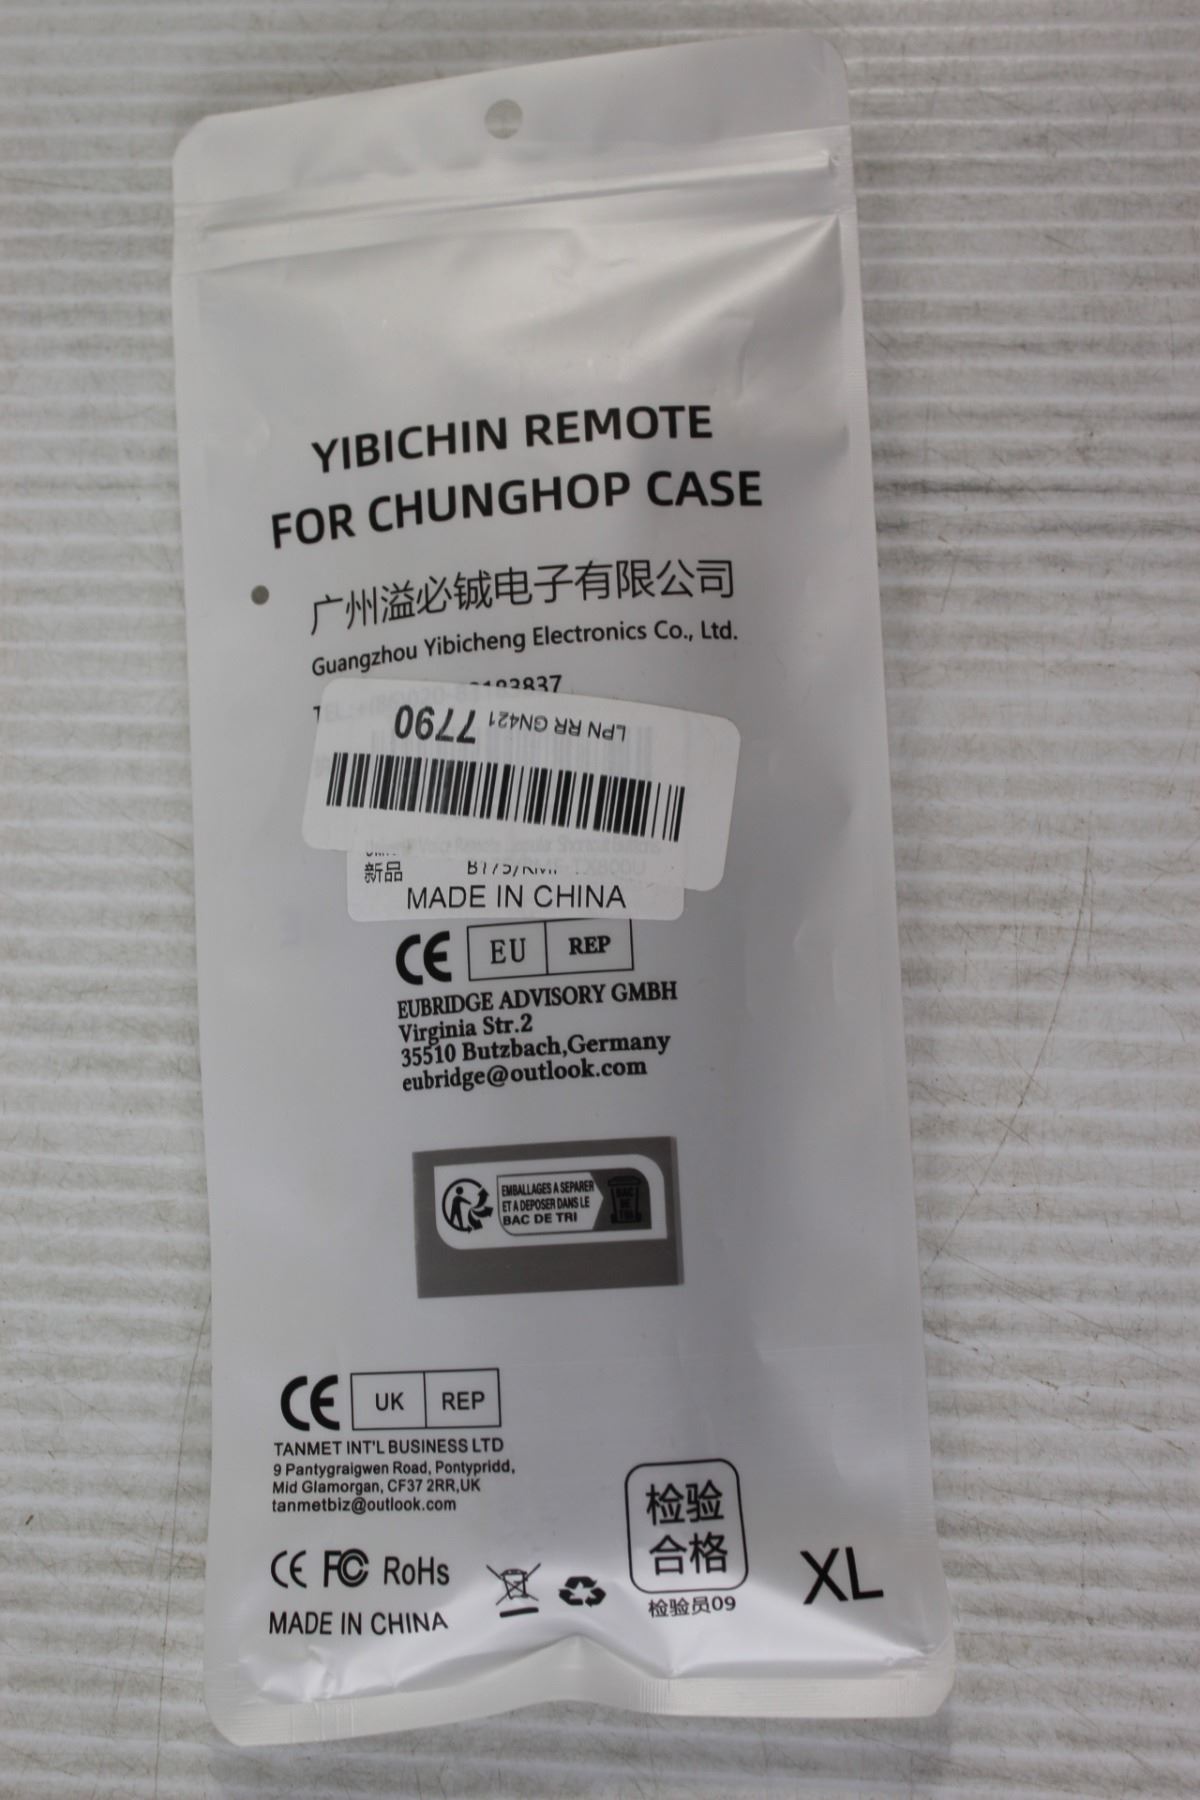 YIBICHIN REMOTE
FOR CHUNGHOP CASE
广州溢必铖电子有限公司
Guangzhou Yibicheng Electronics Co., Ltd.
LPN RR GN421 7790
新品
MADE IN CHINA
CE EU REP
EUBRIDGE ADVISORY GMBH
Virginia Str.2
35510 Butzbach,Germany
eubridge@outlook.com
EMBALLAGES A SEPARER
ET A DEPOSER DANS LE
BAC DE TRI
BAC
DE
TRI
CE UK REP
TANMET INT'L BUSINESS LTD
9 Pantygraigwen Road, Pontypridd,
Mid Glamorgan, CF37 2RR,UK
tanmetbiz@outlook.com
CE FC RoHs
MADE IN CHINA
检验
合格
检验员09
XL